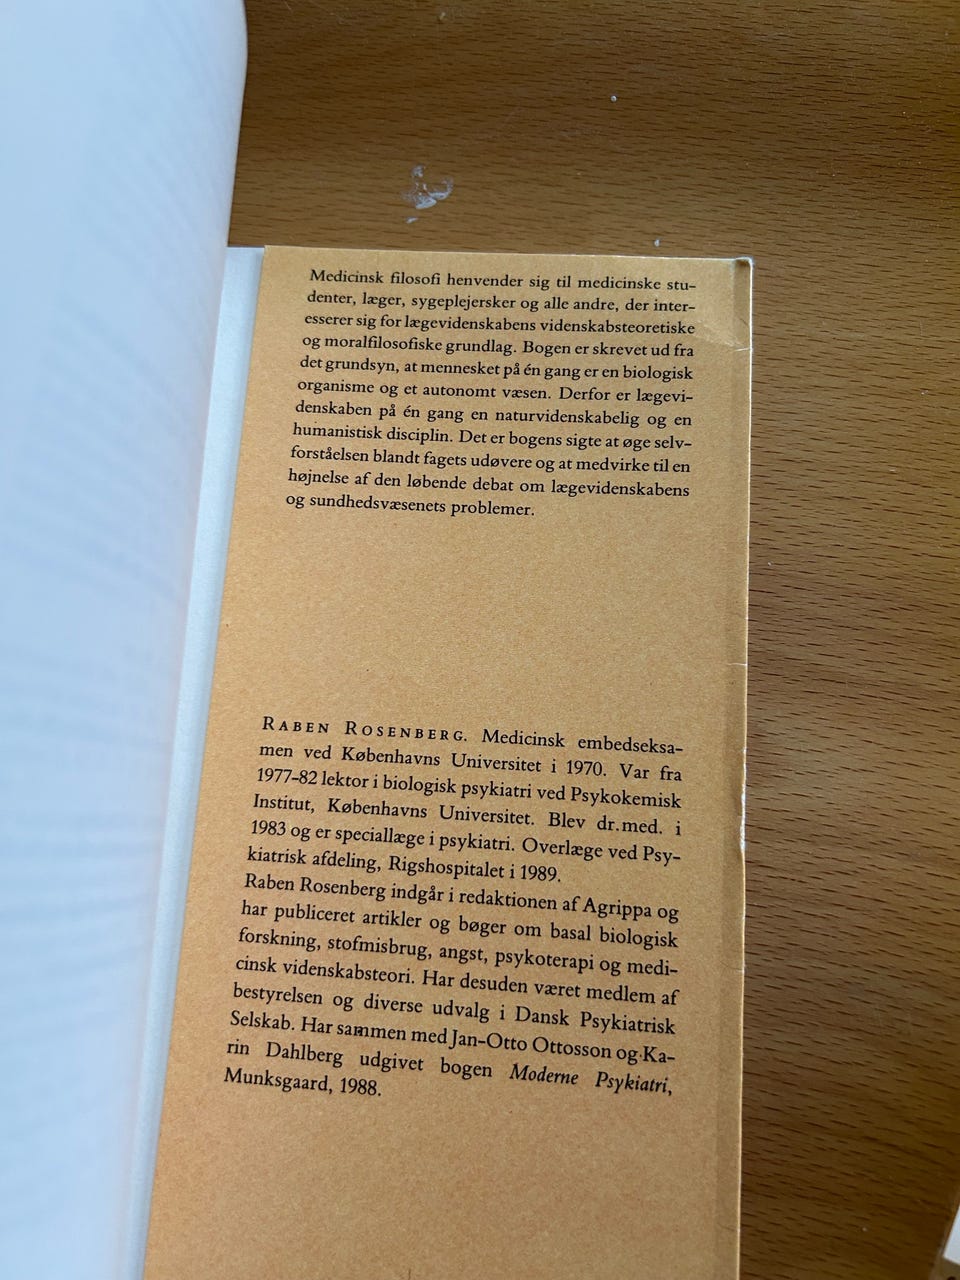 Medicinsk filosofi henvender sig til medicinske stu-
denter, læger, sygeplejersker og alle andre, der inter-
esserer sig for lægevidenskabens videnskabsteoretiske
og moralfilosofiske grundlag. Bogen er skrevet ud fra
det grundsyn, at mennesket på én gang er en biologisk
organisme og et autonomt væsen. Derfor er lægevi-
denskaben på én gang en naturvidenskabelig og en
humanistisk disciplin. Det er bogens sigte at øge selv-
forståelsen blandt fagets udøvere og at medvirke til en
højnelse af den løbende debat om lægevidenskabens
og sundhedsvæsenets problemer.
RABEN ROSENBERG. Medicinsk embedseksa-
men ved Københavns Universitet i 1970. Var fra
1977-82 lektor i biologisk psykiatri ved Psykokemisk
Institut, Københavns Universitet. Blev dr.med. i
1983 og er speciallæge i psykiatri. Overlæge ved Psy-
kiatrisk afdeling, Rigshospitalet i 1989.
Raben Rosenberg indgår i redaktionen af Agrippa og
har publiceret artikler og bøger om basal biologisk
forskning, stofmisbrug, angst, psykoterapi og medi-
cinsk videnskabsteori. Har desuden været medlem af
bestyrelsen og diverse udvalg i Dansk Psykiatrisk
Selskab. Har sammen med Jan-Otto Ottosson og Ka-
rin Dahlberg udgivet bogen Moderne Psykiatri,
Munksgaard, 1988.